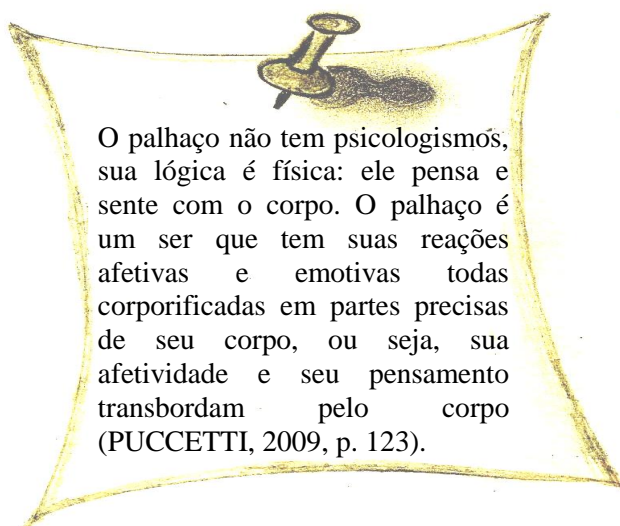 O palhaço não tem psicologismos,
sua lógica é física: ele pensa e
sente com o corpo. O palhaço é
um ser que tem suas reações
afetivas e emotivas todas
corporificadas em partes precisas
de seu corpo, ou seja, sua
afetividade e seu pensamento
transbordam pelo corpo
(PUCCETTI, 2009, p. 123).